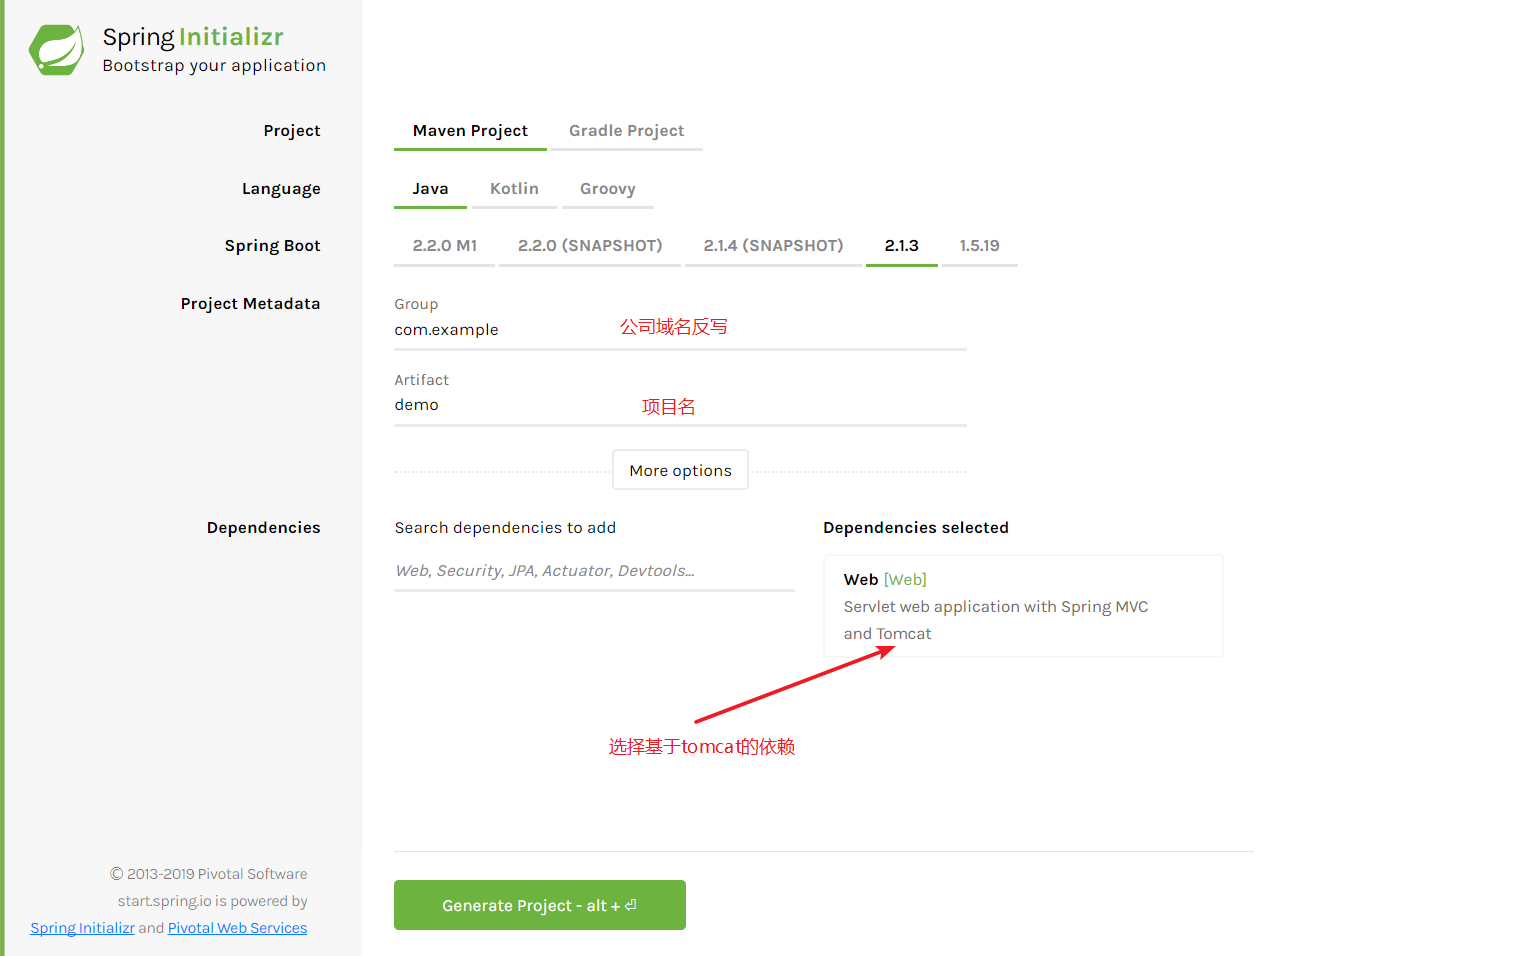 Spring Initializr
Bootstrap your application
Project
Maven Project
Gradle Project
Language
Java
Kotlin
Groovy
Spring Boot
2.2.0 M1
2.2.0 (SNAPSHOT)
2.1.4 (SNAPSHOT)
2.1.3
1.5.19
Project Metadata
Group
com.example
公司域名反写
Artifact
demo
项目名
More options
Dependencies
Search dependencies to add
Web, Security, JPA, Actuator, Devtools...
Dependencies selected
Web [Web]
Servlet web application with Spring MVC
and Tomcat
选择基于tomcat的依赖
© 2013-2019 Pivotal Software
start.spring.io is powered by
Spring Initializr and Pivotal Web Services
Generate Project - alt + ⏎